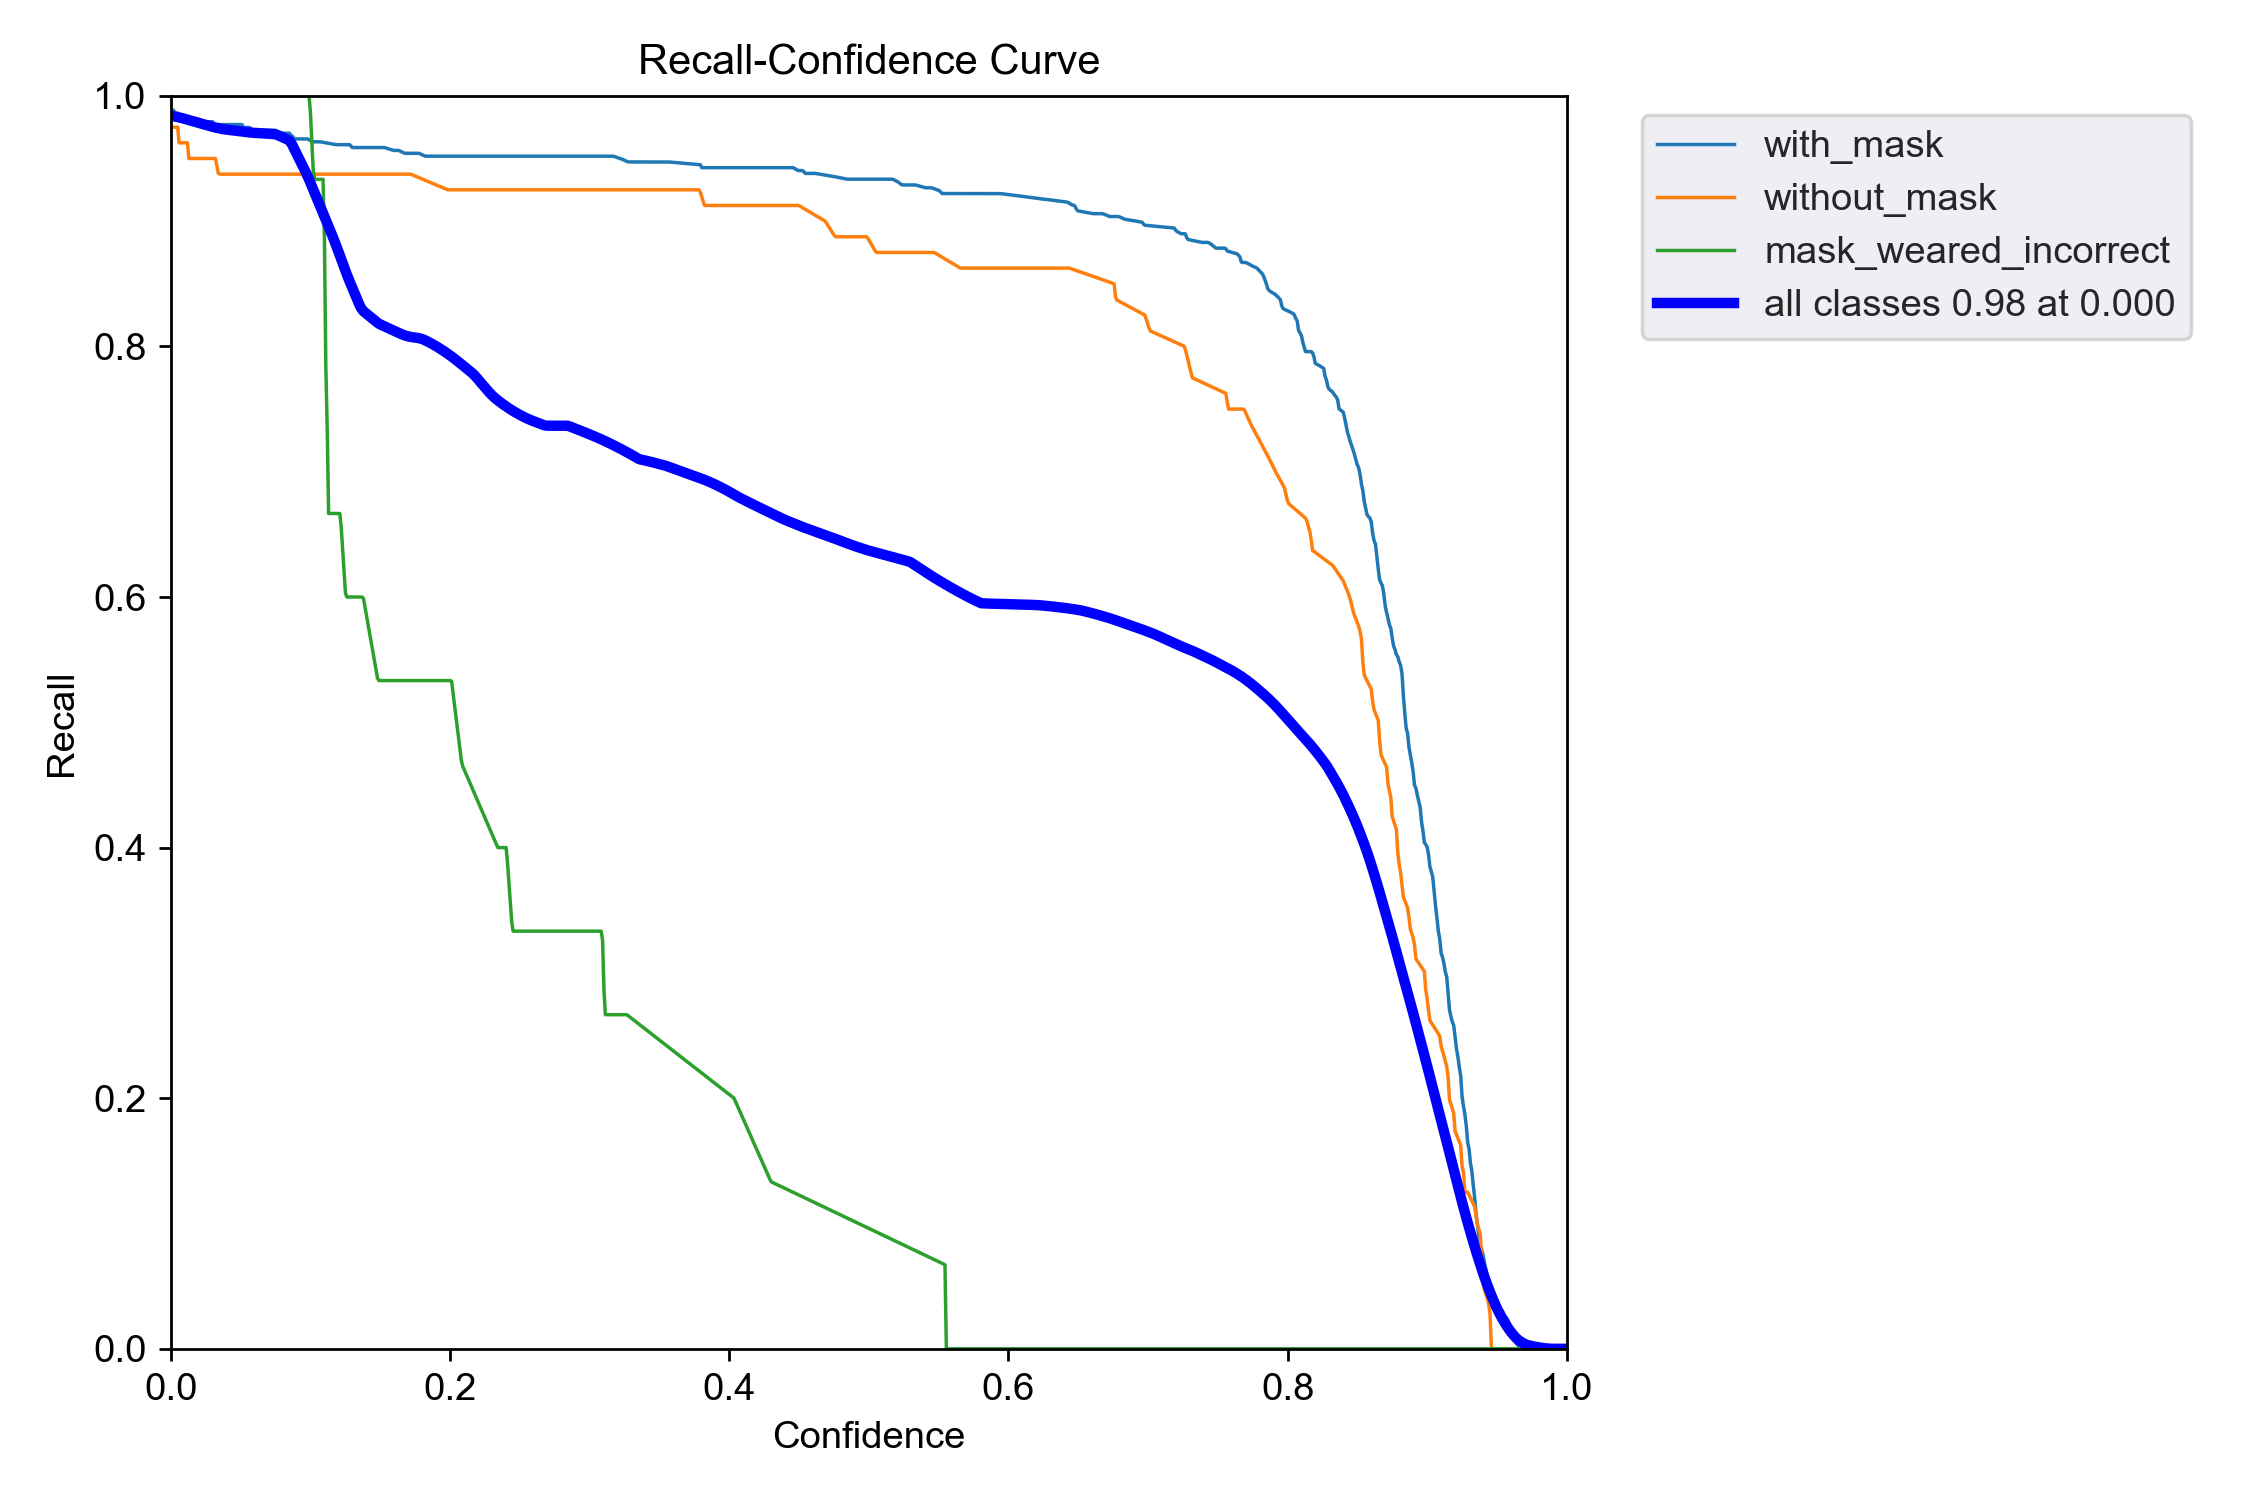 Recall-Confidence Curve
1.0
0.8
0.6
0.4
0.2
0.0
Recall
0.0 0.2 0.4 0.6 0.8 1.0
Confidence
with_mask
without_mask
mask_weared_incorrect
all classes 0.98 at 0.000